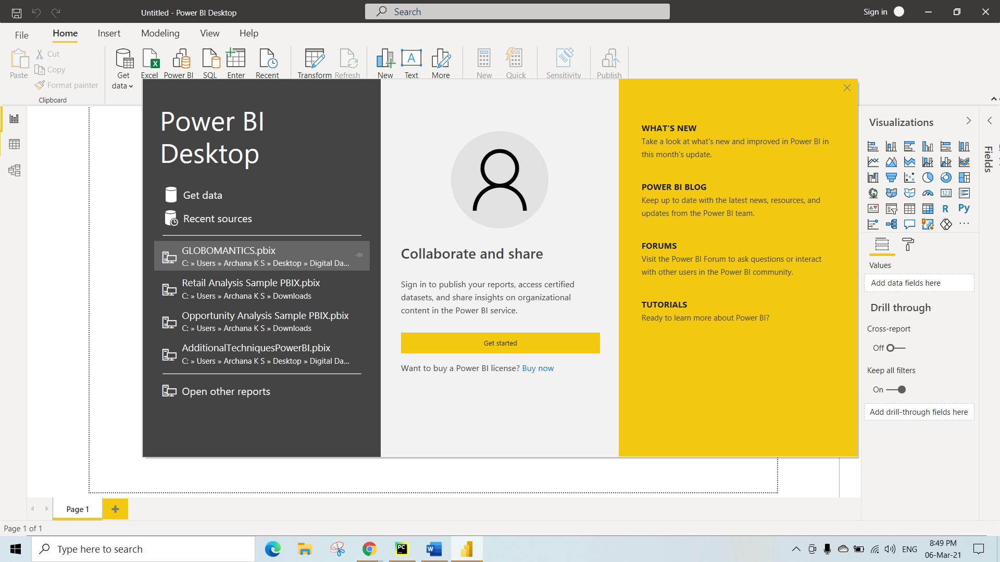 Untitled - Power BI Desktop
Search
Sign in
File
Home
Insert
Modeling
View
Help
Paste
Cut
Copy
Format painter
Clipboard
Get
data
Excel
Power BI
SQL
Enter
Recent
Transform
Refresh
New
Text
More
New
Quick
Sensitivity
Publish
Power BI
Desktop
Get data
Recent sources
GLOBOMANTICS.pbix
C: » Users » Archana K S » Desktop » Digital Da...
Retail Analysis Sample PBIX.pbix
C: » Users » Archana K S » Downloads
Opportunity Analysis Sample PBIX.pbix
C: » Users » Archana K S » Downloads
AdditionalTechniquesPowerBI.pbix
C: » Users » Archana K S » Desktop » Digital Da...
Open other reports
Collaborate and share
Sign in to publish your reports, access certified
datasets, and share insights on organizational
content in the Power BI service.
Get started
Want to buy a Power BI license? Buy now
WHAT'S NEW
Take a look at what's new and improved in Power BI in
this month's update.
POWER BI BLOG
Keep up to date with the latest news, resources, and
updates from the Power BI team.
FORUMS
Visit the Power BI Forum to ask questions or interact
with other users in the Power BI community.
TUTORIALS
Ready to learn more about Power BI?
Visualizations
Fields
123
R
Py
Values
Add data fields here
Drill through
Cross-report
Off
Keep all filters
On
Add drill-through fields here
Page 1
Page 1 of 1
Type here to search
PC
W
ENG
8:49 PM
06-Mar-21